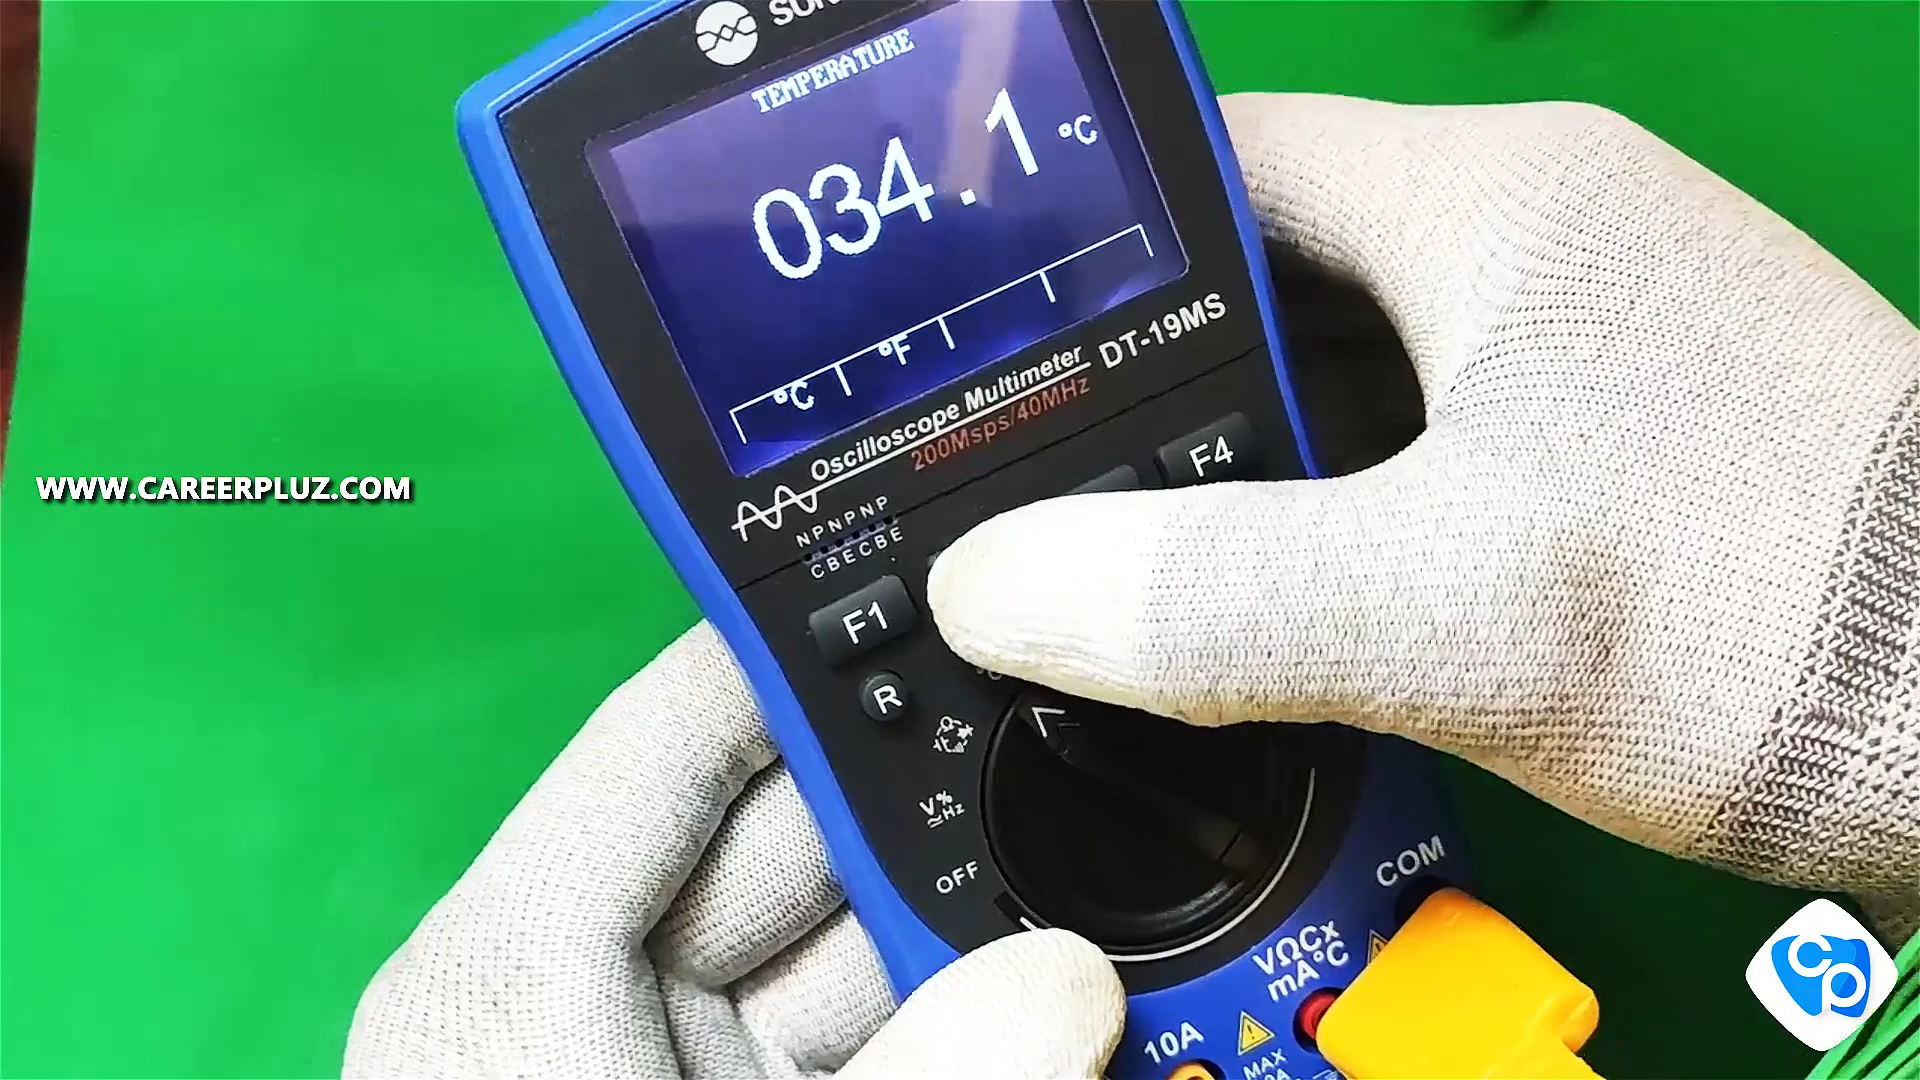 TEMPERATURE
034.1 °C
°C °F
Oscilloscope Multimeter DT-19MS
200Msps/40MHz
WWW.CAREERPLUZ.COM
NPNPNP
CBECBE
F4
F1
R
V%
Hz
OFF
COM
VΩCx
mA°C
10A
MAX
CP